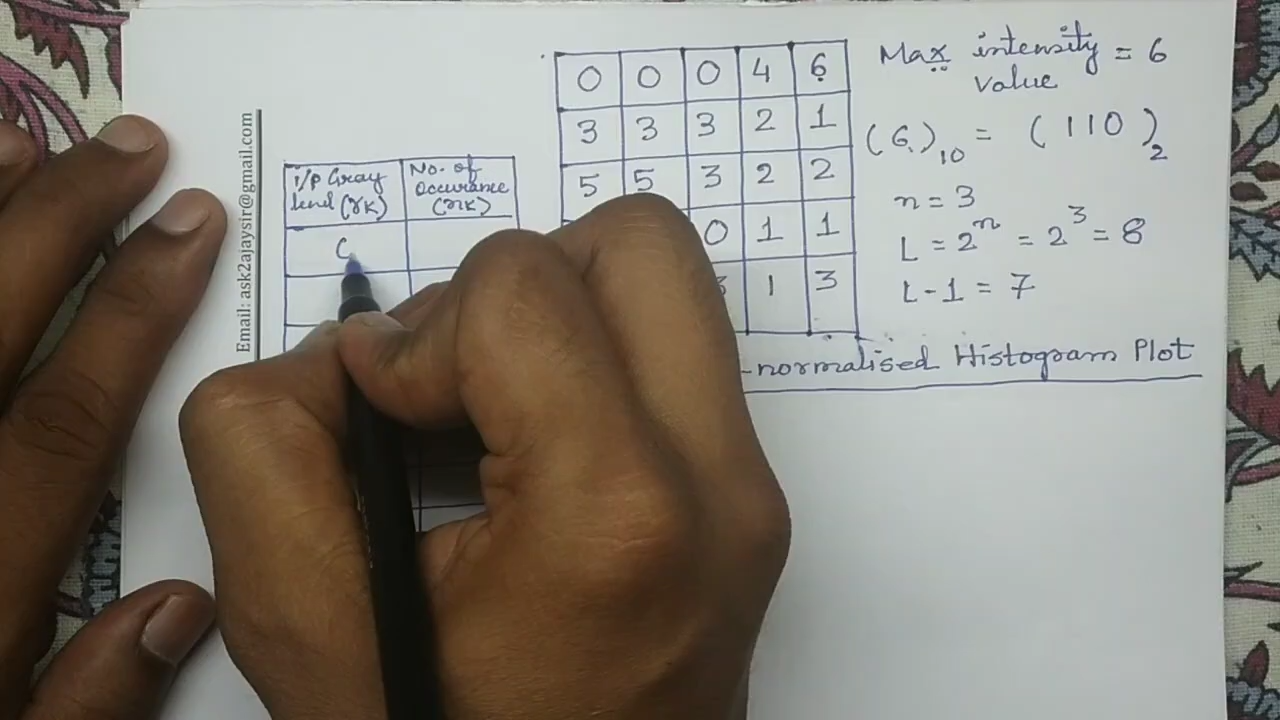 Email: ask2ajaysir@gmail.com
i/p Gray
level (rk)
No. of
Occurance
(nk)
0 0 0 4 6
3 3 3 2 1
5 5 3 2 2
0 1 1
3 1 3
Max intensity = 6
value
(6)10 = (110)2
n = 3
L = 2^n = 2^3 = 8
L - 1 = 7
-normalised Histogram Plot